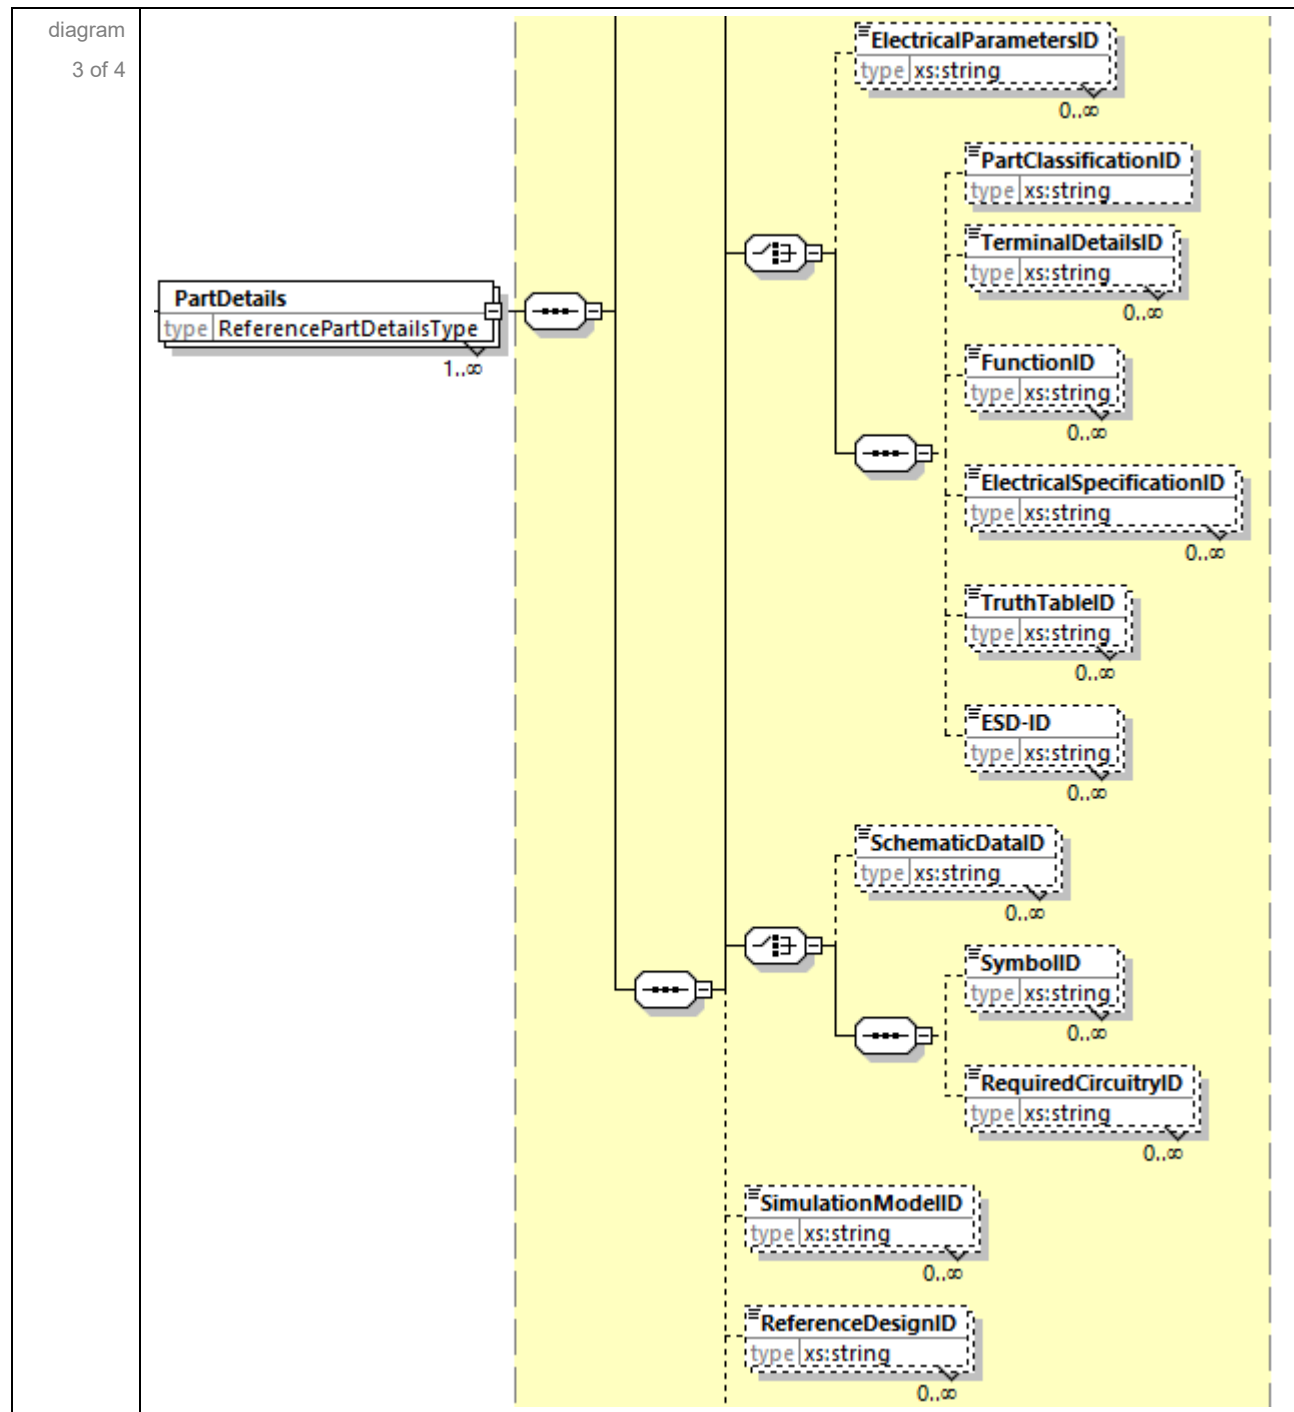 diagram
3 of 4
ElectricalParametersID
type xs:string
0..∞
PartClassificationID
type xs:string
TerminalDetailsID
type xs:string
0..∞
PartDetails
type ReferencePartDetailsType
1..∞
FunctionID
type xs:string
0..∞
ElectricalSpecificationID
type xs:string
0..∞
TruthTableID
type xs:string
0..∞
ESD-ID
type xs:string
0..∞
SchematicDataID
type xs:string
0..∞
SymbolID
type xs:string
0..∞
RequiredCircuitryID
type xs:string
0..∞
SimulationModelID
type xs:string
0..∞
ReferenceDesignID
type xs:string
0..∞